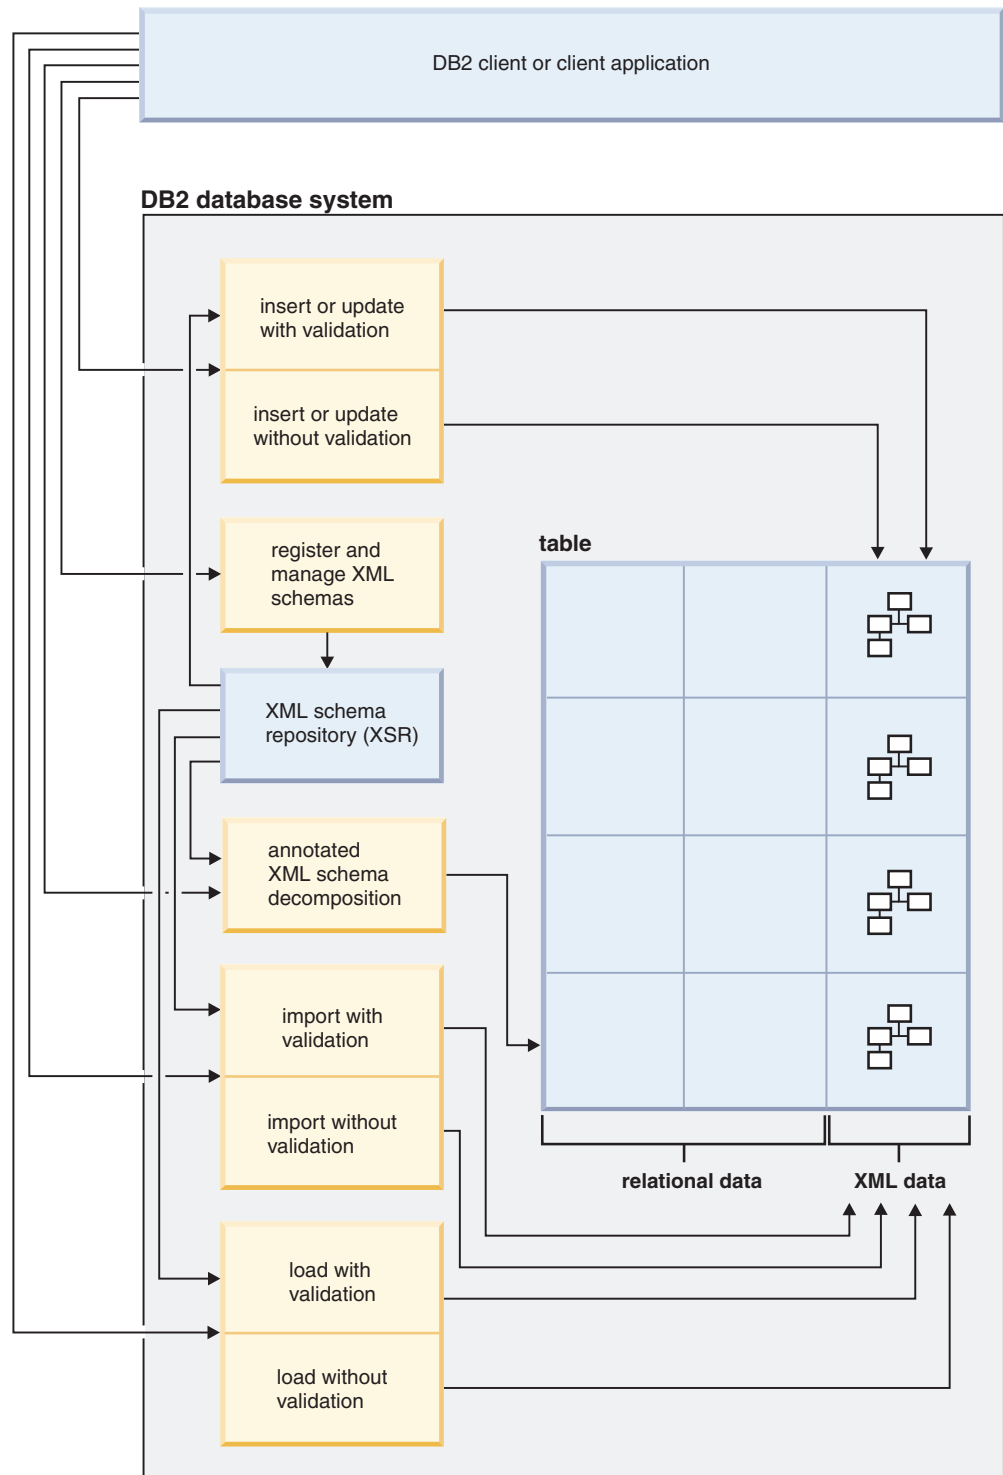 DB2 client or client application
DB2 database system
insert or update
with validation
insert or update
without validation
register and
manage XML
schemas
table
XML schema
repository (XSR)
annotated
XML schema
decomposition
import with
validation
import without
validation
relational data
XML data
load with
validation
load without
validation